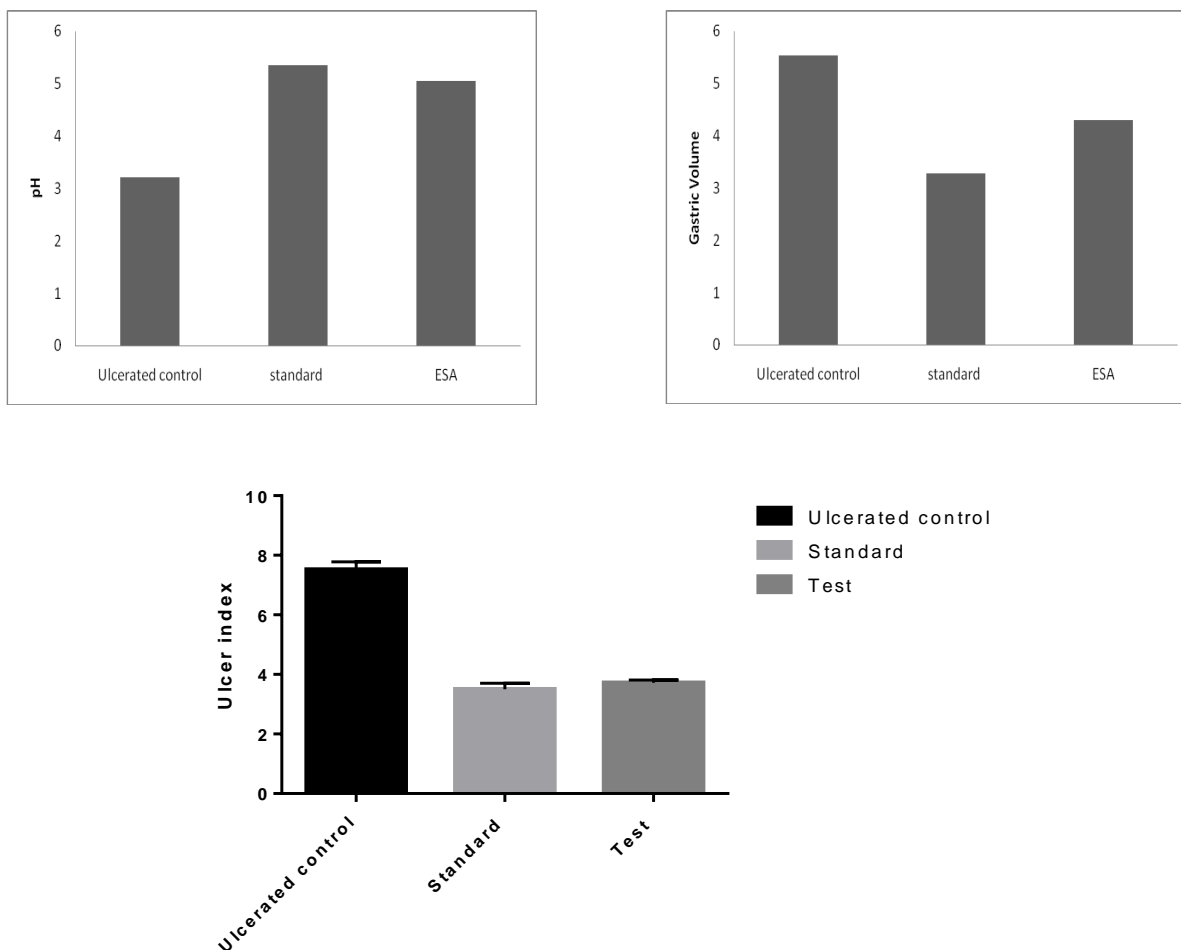 6
5
4
3
2
1
0
pH
Ulcerated control
standard
ESA
6
5
4
3
2
1
0
Gastric Volume
Ulcerated control
standard
ESA
10
8
6
4
2
0
Ulcer index
Ulcerated control
Standard
Test
Ulcerated control
Standard
Test